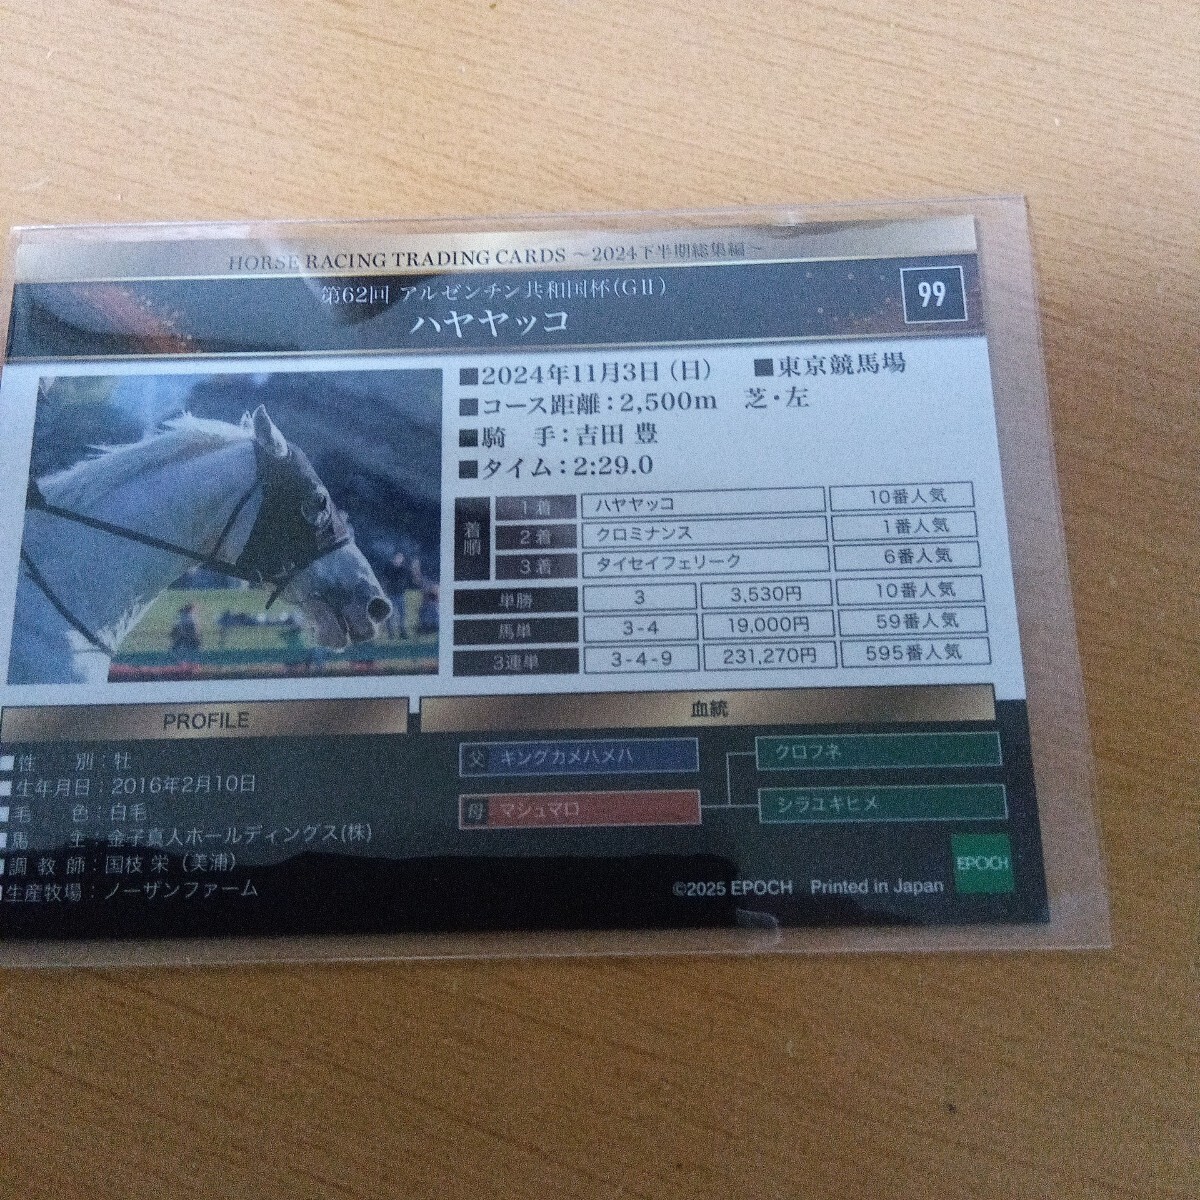 HORSE RACING TRADING CARDS ～2024下半期総集編～
第62回 アルゼンチン共和国杯(GⅡ)
ハヤヤッコ
99
■2024年11月3日（日） ■東京競馬場
■コース距離：2,500m 芝・左
■騎 手：吉田 豊
■タイム：2:29.0
着順
1着 ハヤヤッコ 10番人気
2着 クロミナンス 1番人気
3着 タイセイフェリーク 6番人気
単勝 3 3,530円 10番人気
馬単 3-4 19,000円 59番人気
3連単 3-4-9 231,270円 595番人気
PROFILE
■性 別：牡
■生年月日：2016年2月10日
■毛 色：白毛
■馬 主：金子真人ホールディングス(株)
■調教師：国枝 栄（美浦）
■生産牧場：ノーザンファーム
血統
父 キングカメハメハ
母 マシュマロ
クロフネ
シラユキヒメ
EPOCH
©2025 EPOCH Printed in Japan